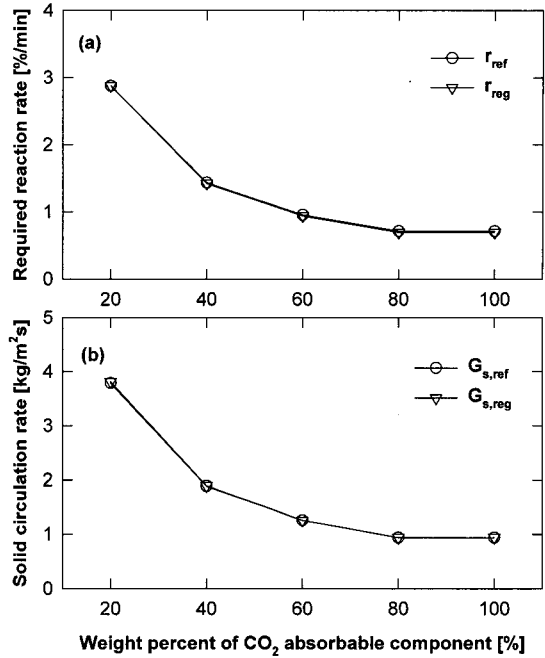 4
(a)
r_ref
r_reg
3
2
1
0
Required reaction rate [%/min]
20 40 60 80 100
5
(b)
G_s,ref
G_s,reg
4
3
2
1
0
Solid circulation rate [kg/m²s]
20 40 60 80 100
Weight percent of CO₂ absorbable component [%]